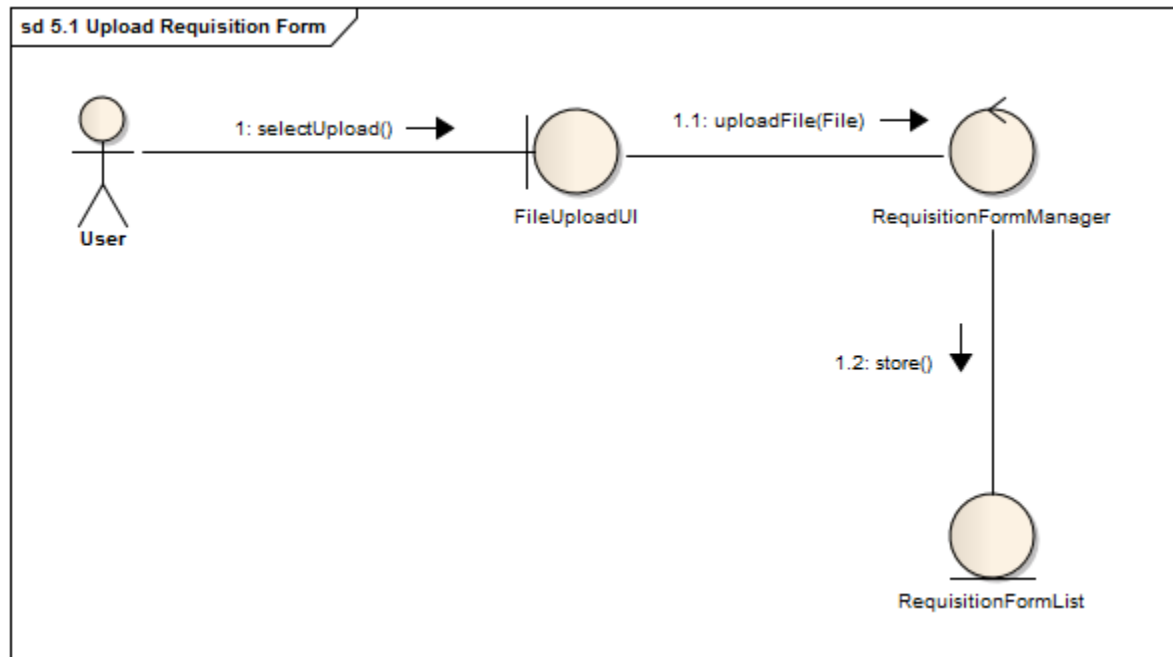 sd 5.1 Upload Requisition Form
1: selectUpload()
1.1: uploadFile(File)
User
FileUploadUI
RequisitionFormManager
1.2: store()
RequisitionFormList